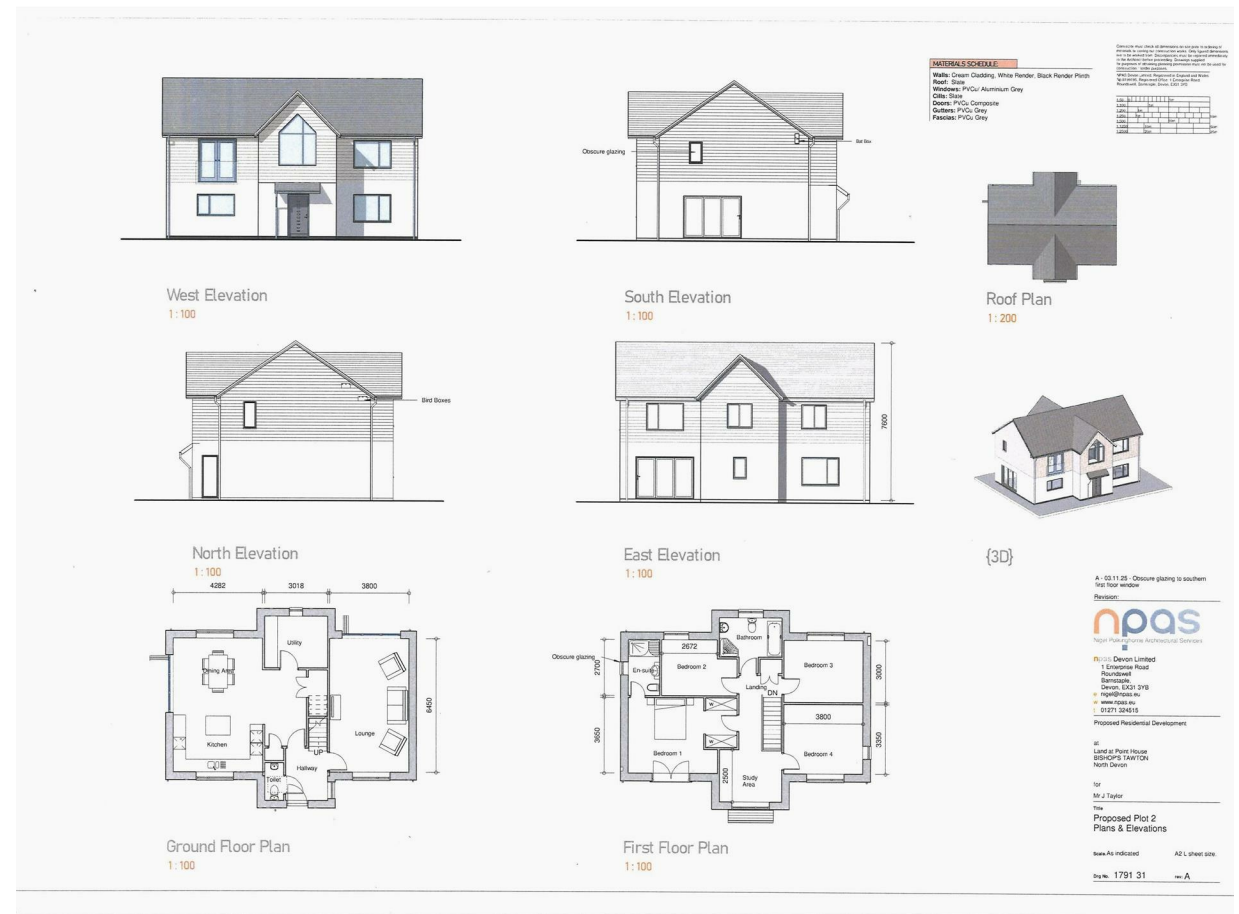 MATERIALS SCHEDULE:
Walls: Cream Cladding, White Render, Black Render Plinth
Roof: Slate
Windows: PVCu/ Aluminium Grey
Cills: Slate
Doors: PVCu Composite
Gutters: PVCu Grey
Fascias: PVCu Grey
Obscure glazing
Bat Box
West Elevation
1 : 100
South Elevation
1 : 100
Roof Plan
1 : 200
Bird Boxes
7600
North Elevation
1 : 100
East Elevation
1 : 100
{3D}
4282
3018
3800
Utility
Dining Area
Kitchen
Lounge
UP
Hallway
Toilet
6450
Ground Floor Plan
1 : 100
Obscure glazing
2700
3650
2672
Bathroom
En-suite
Bedroom 2
Bedroom 3
Landing
DN
W
W
3800
Bedroom 1
Bedroom 4
2500
Study
Area
3000
3350
First Floor Plan
1 : 100
A - 03.11.25 - Obscure glazing to southern
first floor window
Revision:
npas
npas Devon Limited
1 Enterprise Road
Roundswell
Barnstaple,
Devon, EX31 3YB
e nigel@npas.eu
w www.npas.eu
t 01271 324515
Proposed Residential Development
at
Land at Point House
BISHOP'S TAWTON
North Devon
for
Mr J Taylor
Title
Proposed Plot 2
Plans & Elevations
Scale. As indicated
A2 L sheet size.
Drg No. 1791 31
rev. A